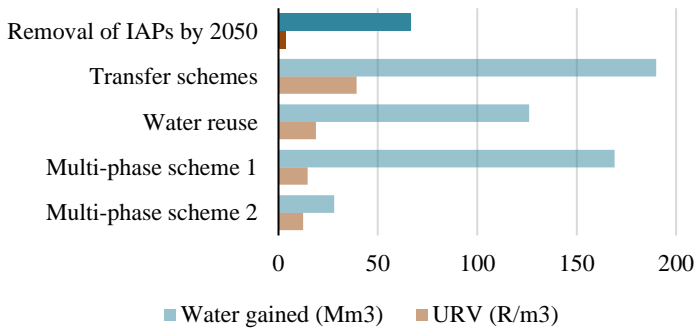 Removal of IAPs by 2050
Transfer schemes
Water reuse
Multi-phase scheme 1
Multi-phase scheme 2
0 50 100 150 200
Water gained (Mm3) URV (R/m3)